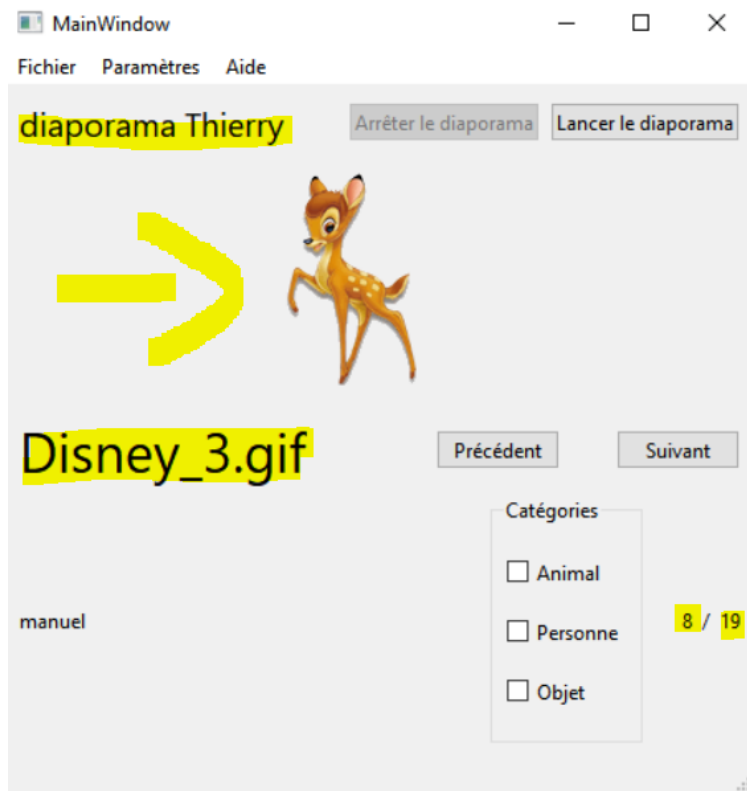 MainWindow
Fichier Paramètres Aide
diaporama Thierry Arrêter le diaporama Lancer le diaporama
Disney_3.gif Précédent Suivant
Catégories
Animal
manuel Personne 8 / 19
Objet